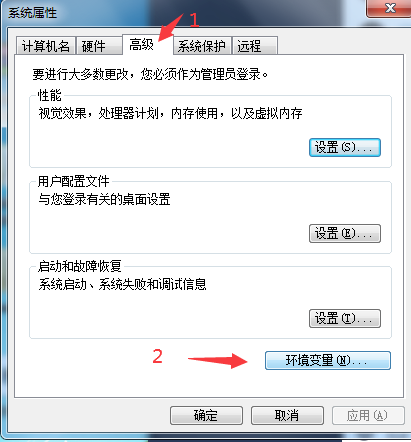 系统属性
1
计算机名 硬件 高级 系统保护 远程
要进行大多数更改，您必须作为管理员登录。
性能
视觉效果，处理器计划，内存使用，以及虚拟内存
设置(S)...
用户配置文件
与您登录有关的桌面设置
设置(E)...
启动和故障恢复
系统启动、系统失败和调试信息
设置(T)...
2
环境变量(N)...
确定 取消 应用(A)